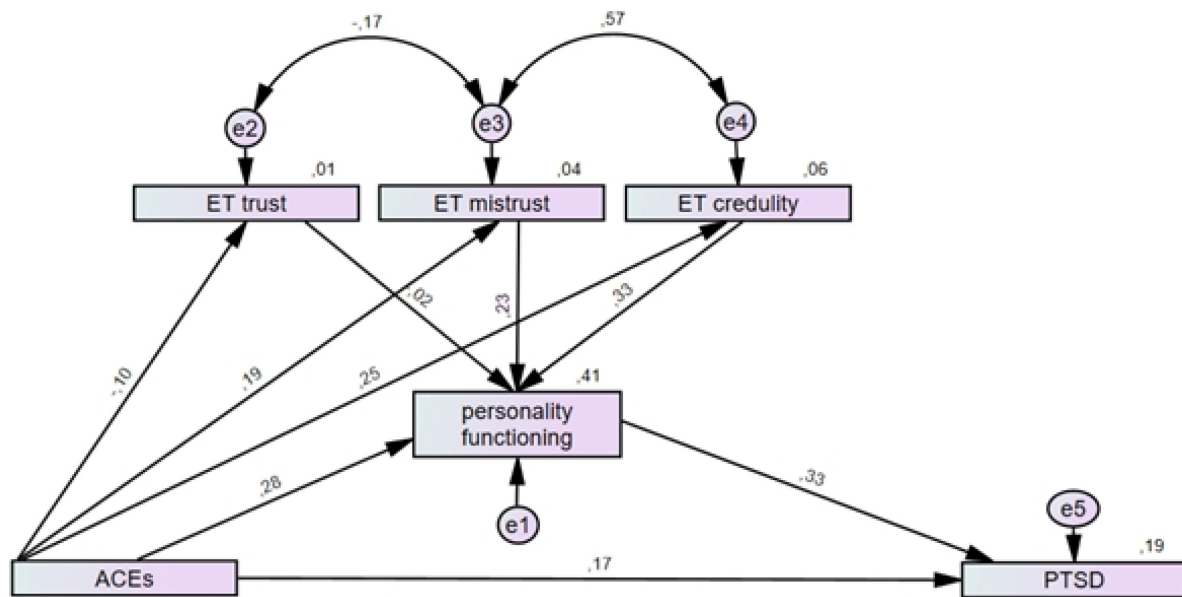 -,17
,57
e2
e3
e4
,01
,04
,06
ET trust
ET mistrust
ET credulity
-,02
,23
,33
-,10
,19
,25
,41
personality
functioning
,28
,33
e1
e5
,19
ACEs
,17
PTSD